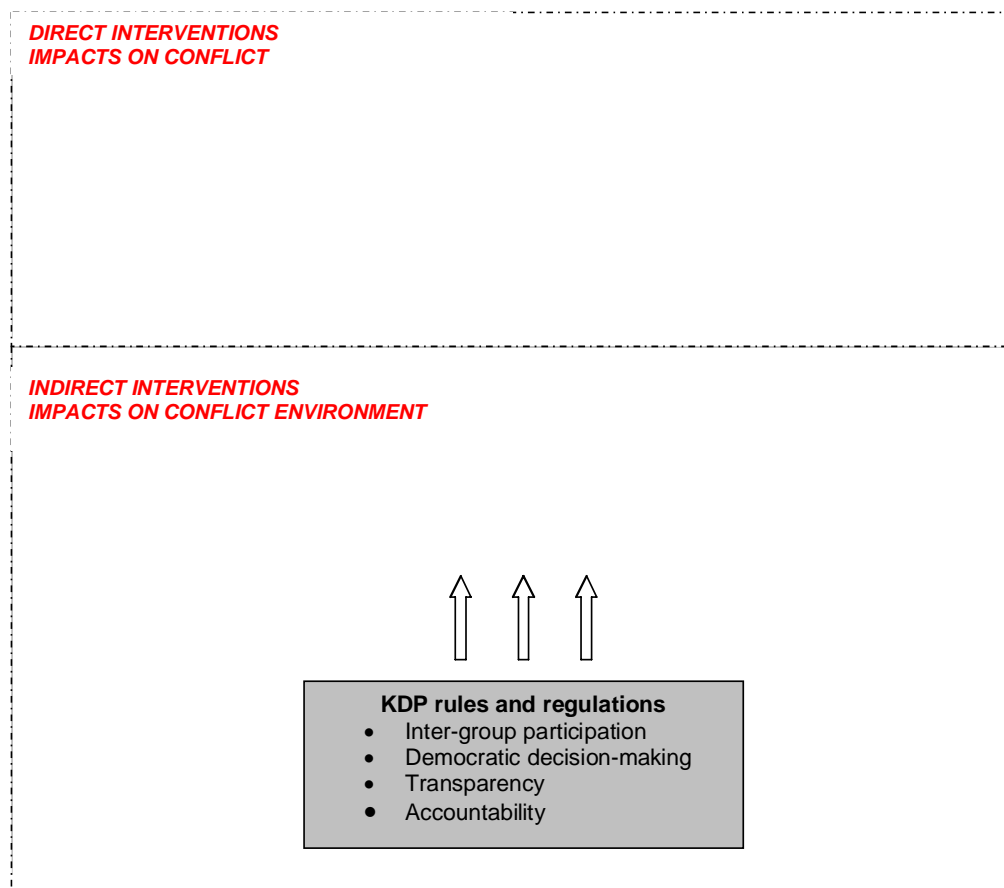 DIRECT INTERVENTIONS
IMPACTS ON CONFLICT
INDIRECT INTERVENTIONS
IMPACTS ON CONFLICT ENVIRONMENT
KDP rules and regulations
• Inter-group participation
• Democratic decision-making
• Transparency
• Accountability